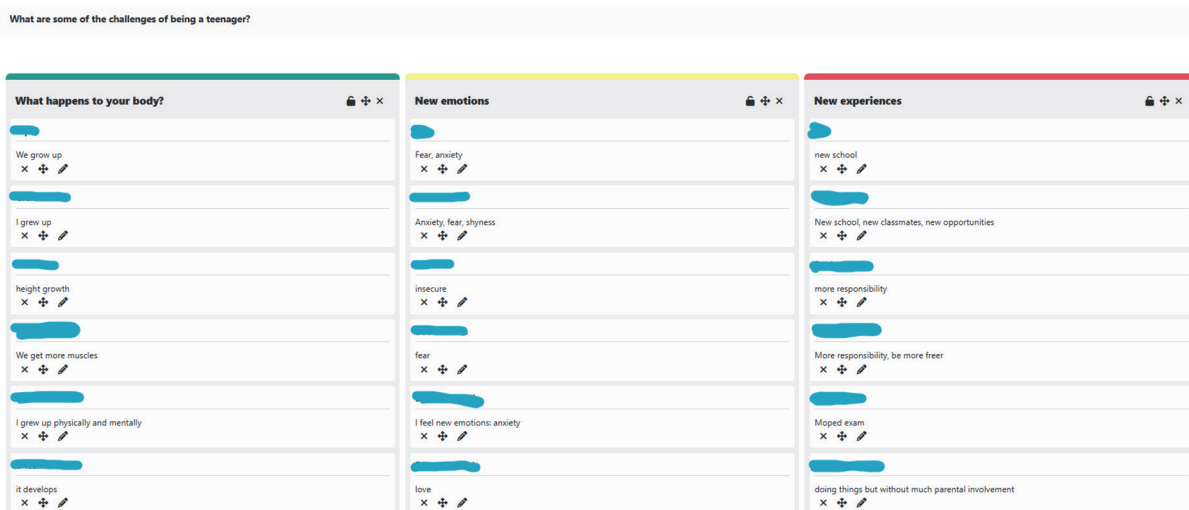 What are some of the challenges of being a teenager?
What happens to your body?
We grow up
I grew up
height growth
We get more muscles
I grew up physically and mentally
it develops
New emotions
Fear, anxiety
Anxiety, fear, shyness
insecure
fear
I feel new emotions: anxiety
love
New experiences
new school
New school, new classmates, new opportunities
more responsibility
More responsibility, be more freer
Moped exam
doing things but without much parental involvement